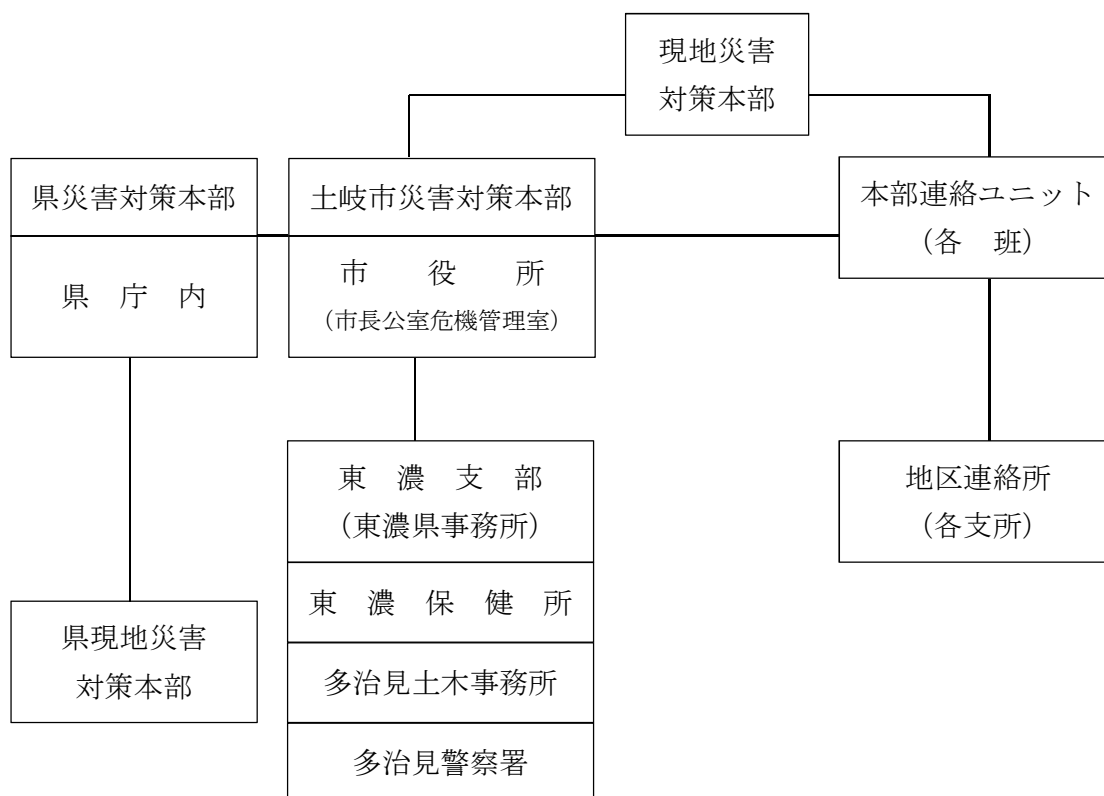 現地災害
対策本部
県災害対策本部
県 庁 内
土岐市災害対策本部
市 役 所
（市長公室危機管理室）
本部連絡ユニット
（各 班）
東 濃 支 部
（東濃県事務所）
東 濃 保 健 所
多治見土木事務所
多治見警察署
地区連絡所
（各支所）
県現地災害
対策本部